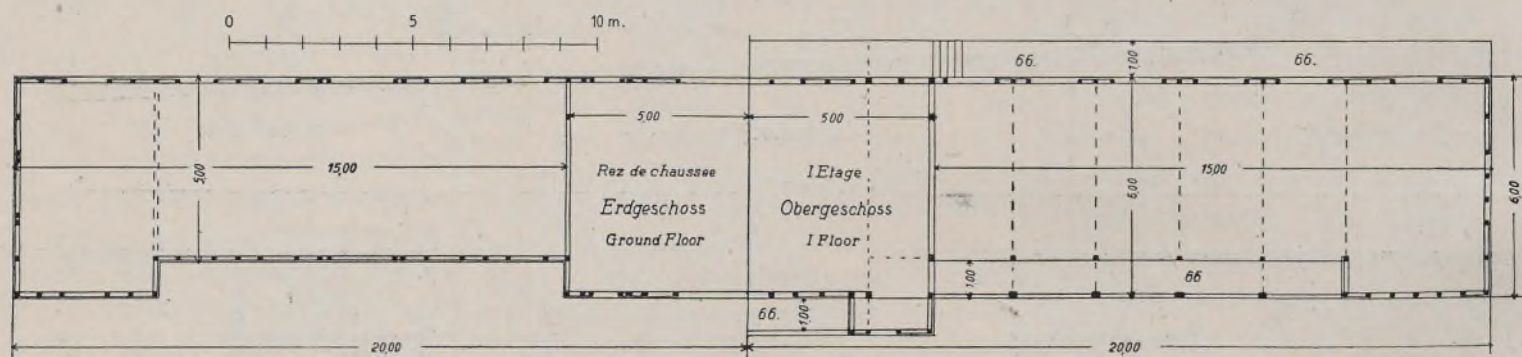 0 5 10 m.
66. 1,00 66.
5,00 5,00
15,00 5,00 15,00 6,00 6,00
Rez de chaussee
Erdgeschoss
Ground Floor
I Etage
Obergeschoss
I Floor
1,00 66
66. 1,00
20,00 20,00